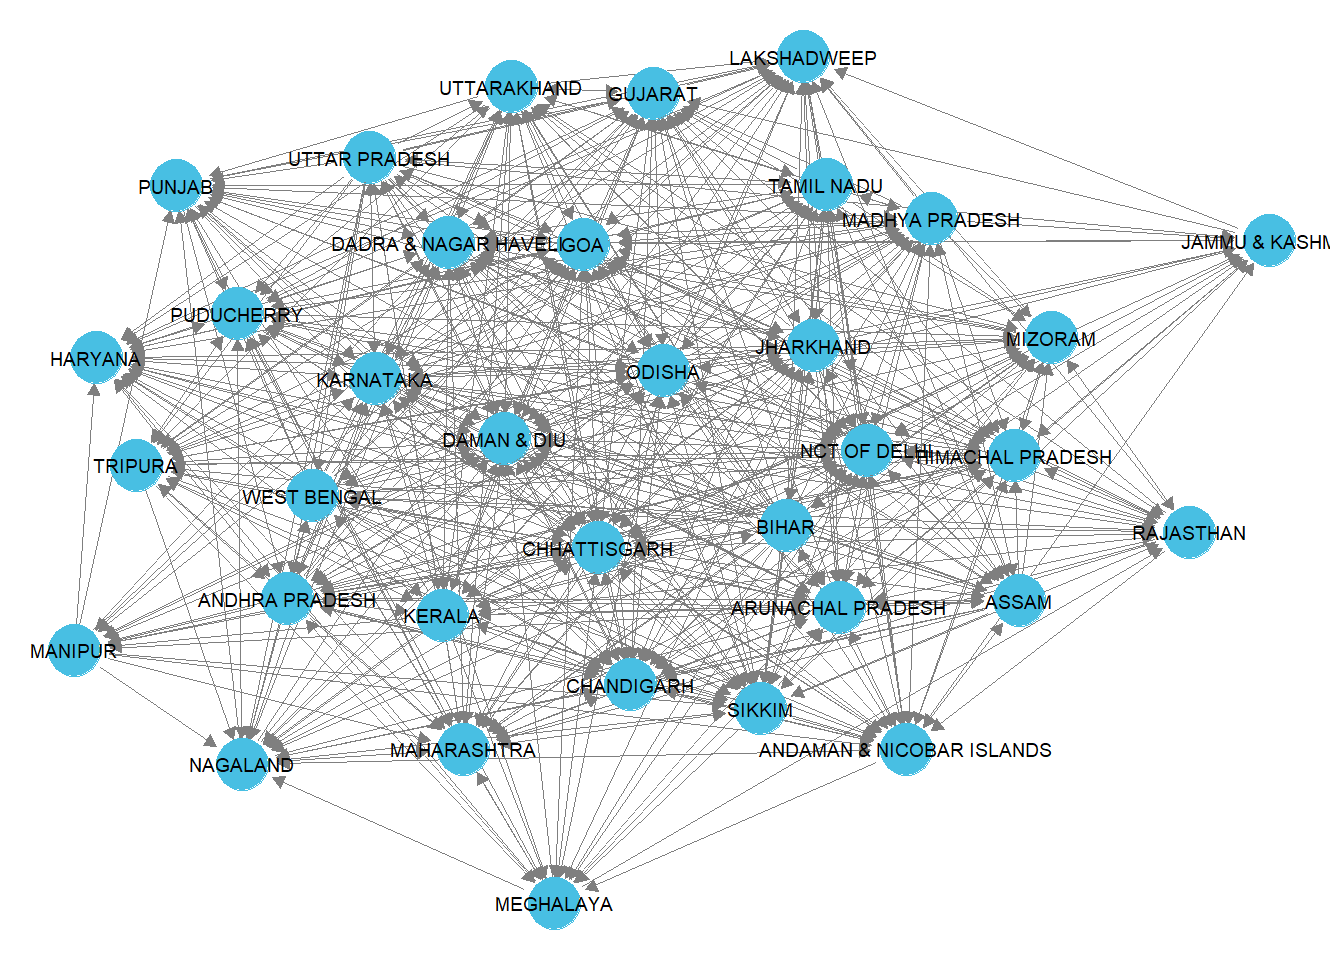 LAKSHADWEEP
UTTARAKHAND
GUJARAT
UTTAR PRADESH
PUNJAB
TAMIL NADU
MADHYA PRADESH
DADRA & NAGAR HAVELI
GOA
JAMMU & KASHM
PUDUCHERRY
HARYANA
MIZORAM
JHARKHAND
ODISHA
KARNATAKA
DAMAN & DIU
NCT OF DELHI
HIMACHAL PRADESH
TRIPURA
WEST BENGAL
BIHAR
RAJASTHAN
CHHATTISGARH
ANDHRA PRADESH
KERALA
ARUNACHAL PRADESH
ASSAM
MANIPUR
CHANDIGARH
SIKKIM
NAGALAND
MAHARASHTRA
ANDAMAN & NICOBAR ISLANDS
MEGHALAYA